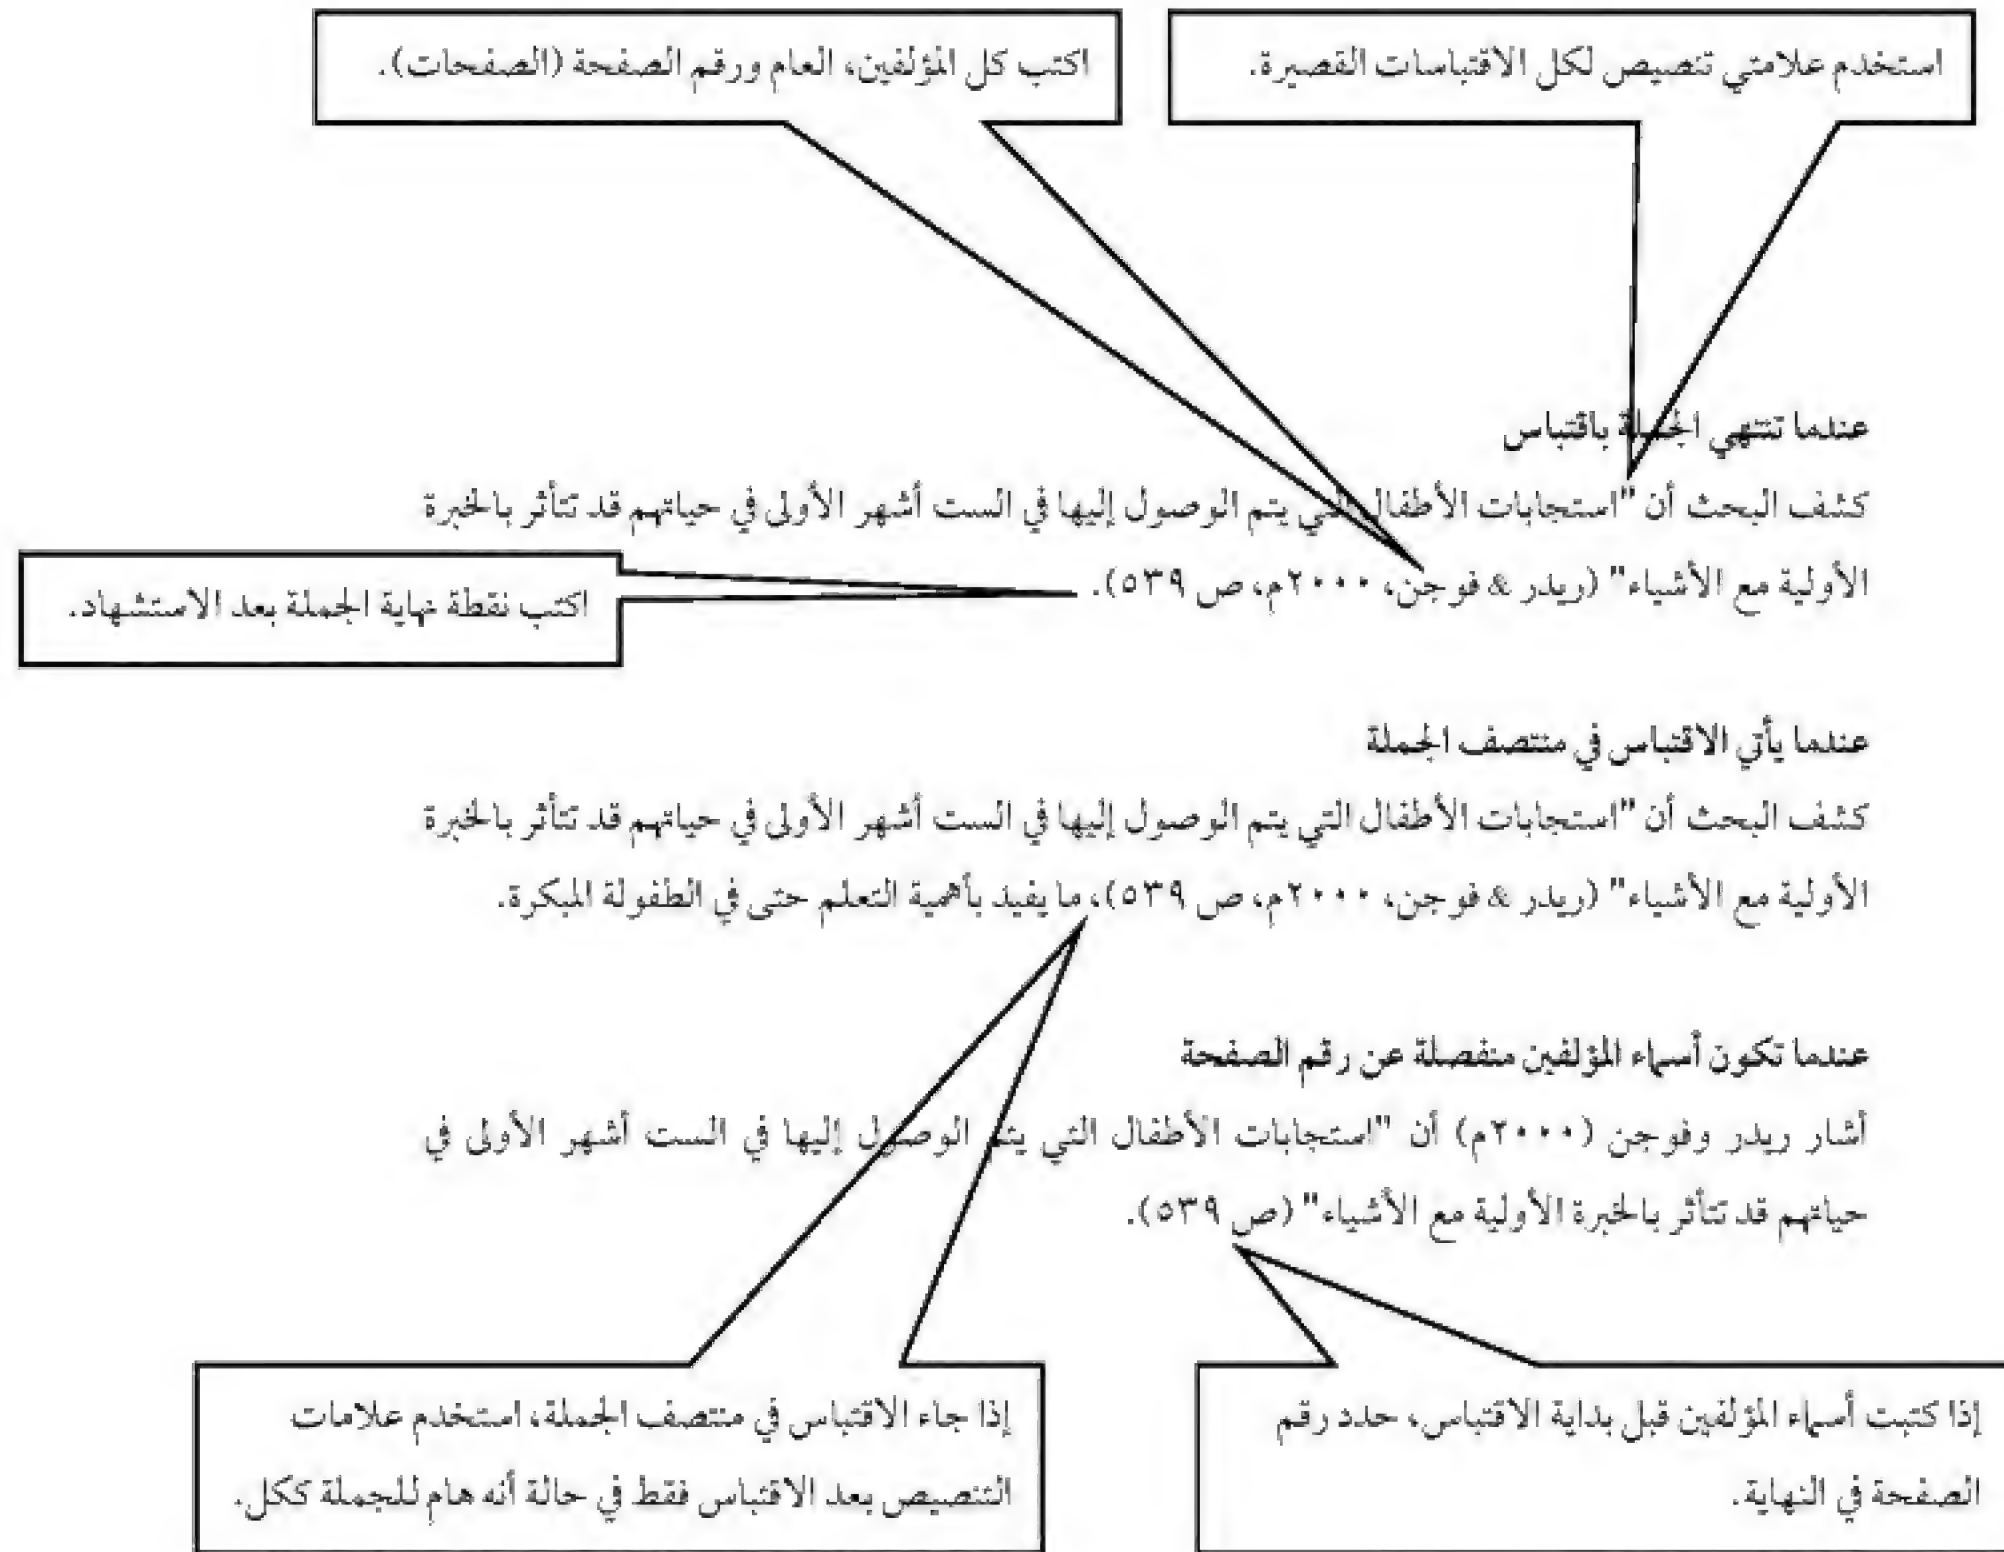 استخدم علامتي تنصيص لكل الاقتباسات القصيرة.
اكتب كل المؤلفين، العام ورقم الصفحة (الصفحات).
عندما تنتهي الجملة باقتباس
كشف البحث أن "استجابات الأطفال التي يتم الوصول إليها في الست أشهر الأولى في حياتهم قد تتأثر بالخبرة
الأولية مع الأشياء" (ريدر & فوجن، ٢٠٠٠م، ص ٥٣٩).
اكتب نقطة نهاية الجملة بعد الاستشهاد.
عندما يأتي الاقتباس في منتصف الجملة
كشف البحث أن "استجابات الأطفال التي يتم الوصول إليها في الست أشهر الأولى في حياتهم قد تتأثر بالخبرة
الأولية مع الأشياء" (ريدر & فوجن، ٢٠٠٠م، ص ٥٣٩)، ما يفيد بأهمية التعلم حتى في الطفولة المبكرة.
عندما تكون أسماء المؤلفين منفصلة عن رقم الصفحة
أشار ريدر وفوجن (٢٠٠٠م) أن "استجابات الأطفال التي يتم الوصول إليها في الست أشهر الأولى في
حياتهم قد تتأثر بالخبرة الأولية مع الأشياء" (ص ٥٣٩).
إذا كتبت أسماء المؤلفين قبل بداية الاقتباس، حدد رقم
الصفحة في النهاية.
إذا جاء الاقتباس في منتصف الجملة، استخدم علامات
التنصيص بعد الاقتباس فقط في حالة أنه هام للجملة ككل.